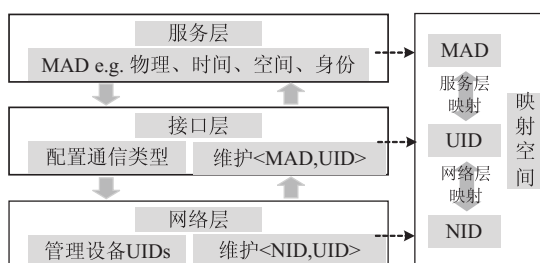 服务层
MAD e.g. 物理、时间、空间、身份
接口层
配置通信类型
维护<MAD,UID>
网络层
管理设备UIDs
维护<NID,UID>
MAD
服务层
映射
UID
网络层
映射
NID
映射空间